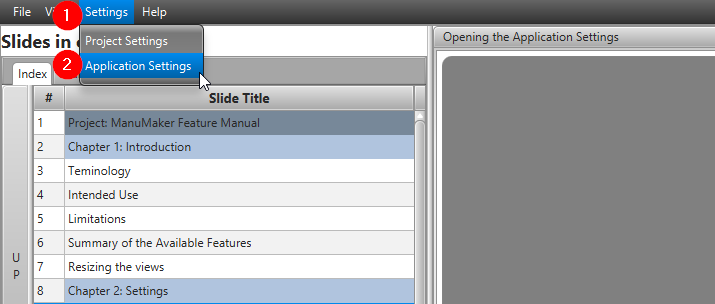 File Vi Settings Help
1
Project Settings
2
Application Settings
Slides in
Opening the Application Settings
Index
# Slide Title
1 Project: ManuMaker Feature Manual
2 Chapter 1: Introduction
3 Teminology
4 Intended Use
5 Limitations
6 Summary of the Available Features
7 Resizing the views
8 Chapter 2: Settings
U
p